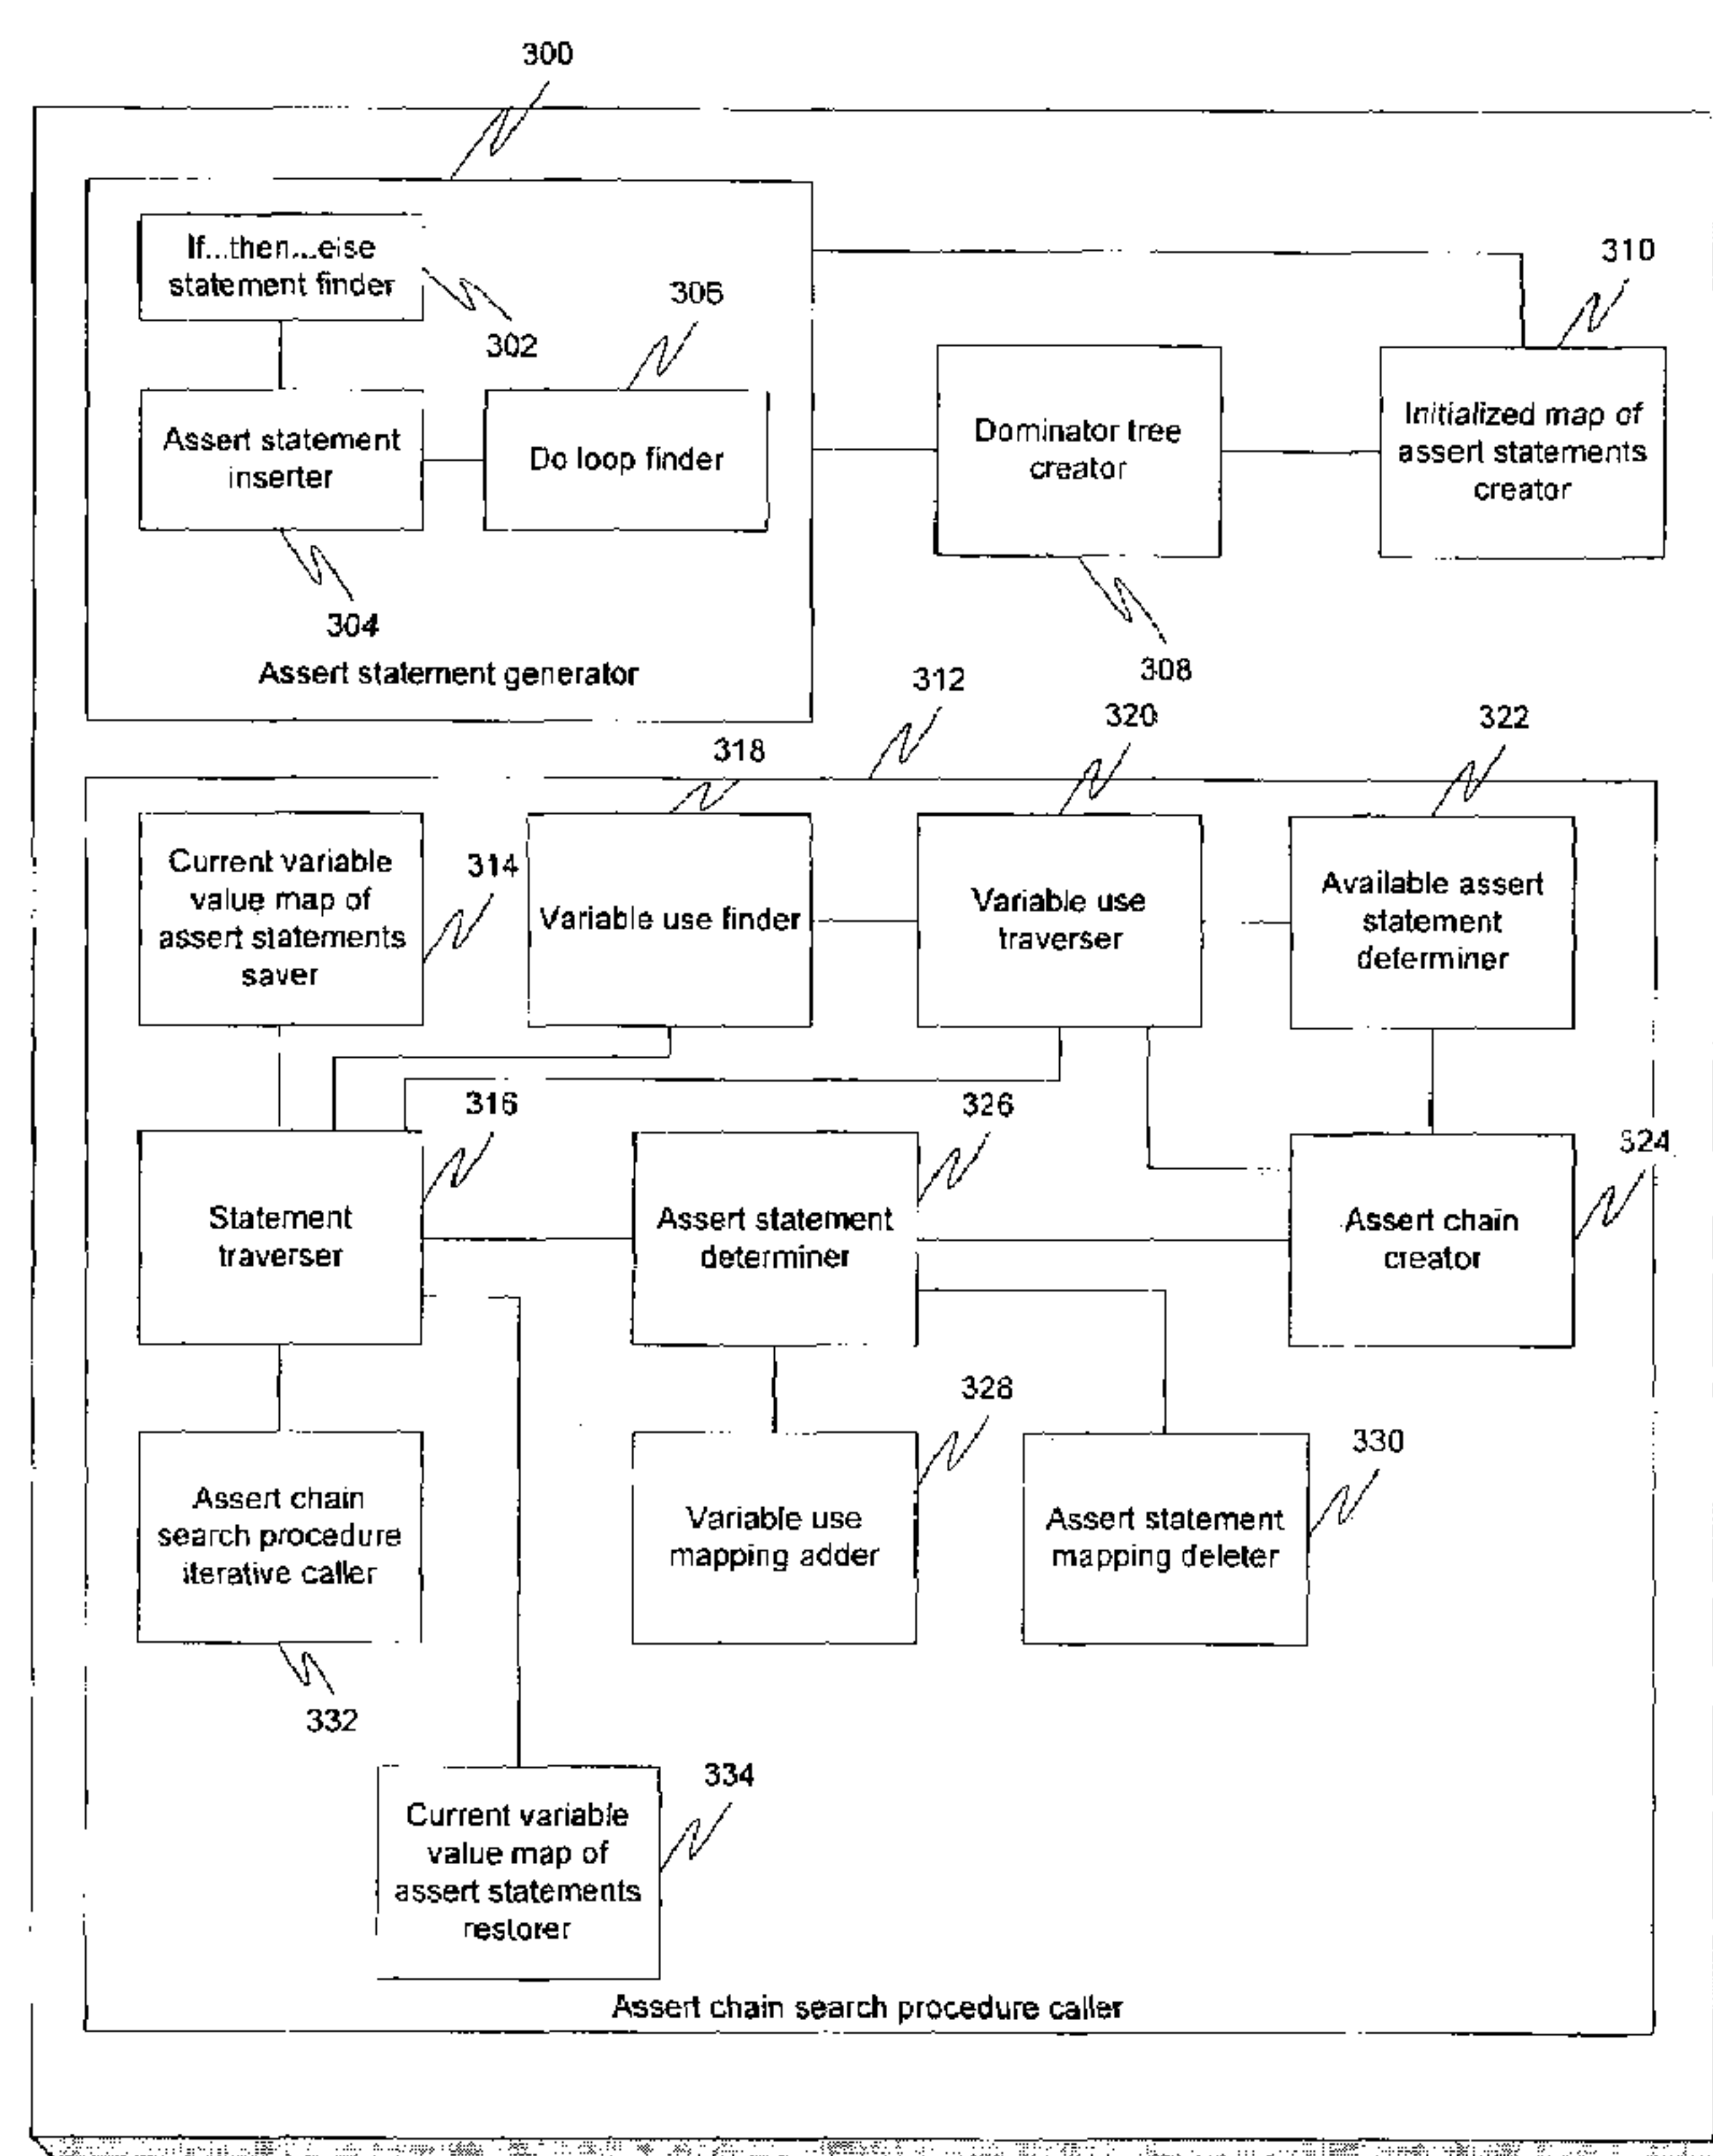 300
If...then...else
statement finder
302
306
310
Assert statement
inserter
Do loop finder
Dominator tree
creator
Initialized map of
assert statements
creator
304
308
Assert statement generator
312
318
320
322
Current variable
value map of
assert statements
saver
314
Variable use finder
Variable use
traverser
Available assert
statement
determiner
316
326
324
Statement
traverser
Assert statement
determiner
Assert chain
creator
328
330
Assert chain
search procedure
iterative caller
Variable use
mapping adder
Assert statement
mapping deleter
332
334
Current variable
value map of
assert statements
restorer
Assert chain search procedure caller